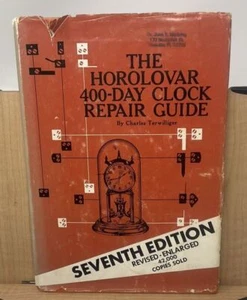 THE
HOROLOVAR
400-DAY CLOCK
REPAIR GUIDE
By Charles Terwilliger
SEVENTH EDITION
REVISED · ENLARGED
42,000
COPIES SOLD